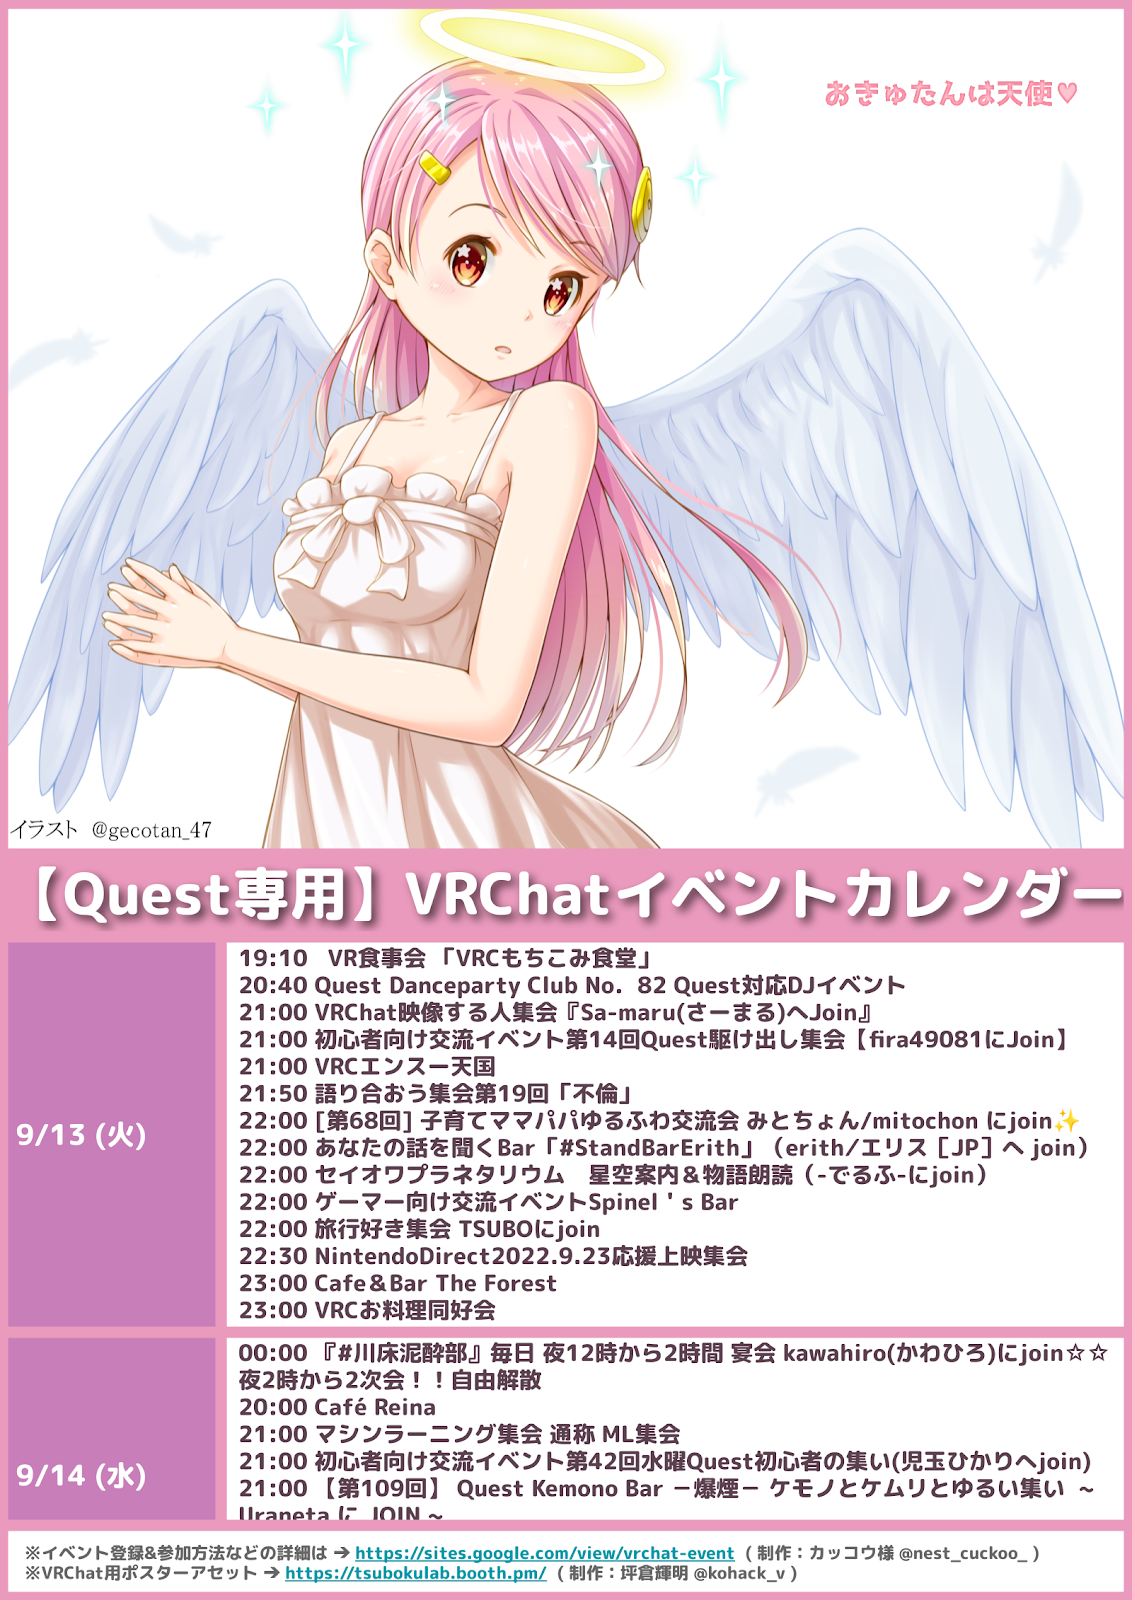 おきゅたんは天使♥
イラスト @gecotan_47
【Quest専用】VRChatイベントカレンダー
9/13 (火)
19:10　VR食事会 「VRCもちこみ食堂」
20:40 Quest Danceparty Club No．82 Quest対応DJイベント
21:00 VRChat映像する人集会『Sa-maru(さーまる)へJoin』
21:00 初心者向け交流イベント第14回Quest駆け出し集会【fira49081にJoin】
21:00 VRCエンスー天国
21:50 語り合おう集会第19回「不倫」
22:00 [第68回] 子育てママパパゆるふわ交流会 みとちょん/mitochon にjoin✨
22:00 あなたの話を聞くBar「#StandBarErith」（erith/エリス［JP］へ join）
22:00 セイオワプラネタリウム　星空案内＆物語朗読（-でるふ-にjoin）
22:00 ゲーマー向け交流イベントSpinel ' s Bar
22:00 旅行好き集会 TSUBOにjoin
22:30 NintendoDirect2022.9.23応援上映集会
23:00 Cafe＆Bar The Forest
23:00 VRCお料理同好会
9/14 (水)
00:00 『#川床泥酔部』毎日 夜12時から2時間 宴会 kawahiro(かわひろ)にjoin☆☆
夜2時から2次会！！自由解散
20:00 Café Reina
21:00 マシンラーニング集会 通称 ML集会
21:00 初心者向け交流イベント第42回水曜Quest初心者の集い(児玉ひかりへjoin)
21:00 【第109回】 Quest Kemono Bar －爆煙－ ケモノとケムリとゆるい集い ～
Uraneta に JOIN ～
※イベント登録&参加方法などの詳細は → https://sites.google.com/view/vrchat-event ( 制作：カッコウ様 @nest_cuckoo_ )
※VRChat用ポスターアセット → https://tsubokulab.booth.pm/ ( 制作：坪倉輝明 @kohack_v )